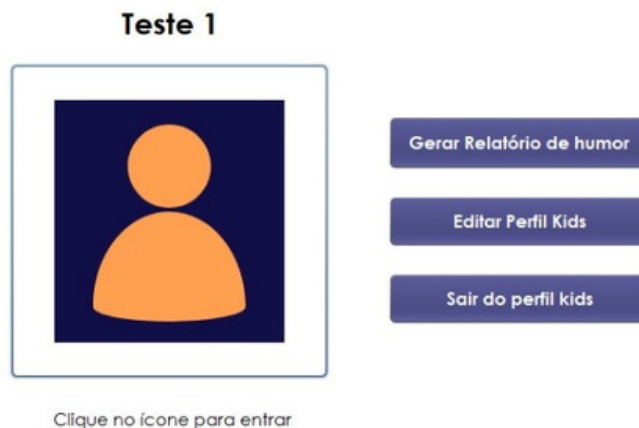 Teste 1
Gerar Relatório de humor
Editar Perfil Kids
Sair do perfil kids
Clique no ícone para entrar